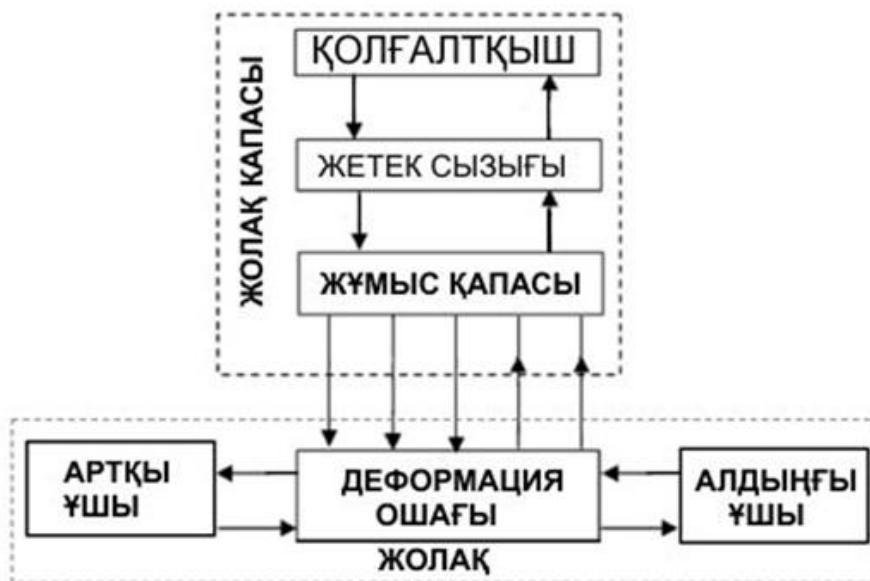 ҚОЛҒАЛТҚЫШ
ЖОЛАҚ ҚАПАСЫ
ЖЕТЕК СЫЗЫҒЫ
ЖҰМЫС ҚАПАСЫ
АРТҚЫ
ҰШЫ
ДЕФОРМАЦИЯ
ОШАҒЫ
АЛДЫҢҒЫ
ҰШЫ
ЖОЛАҚ